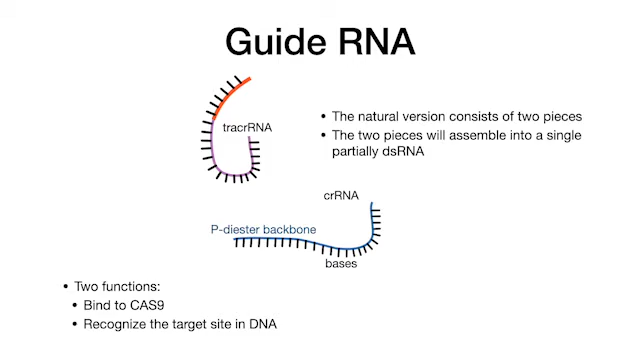 Guide RNA
tracrRNA
• The natural version consists of two pieces
• The two pieces will assemble into a single
partially dsRNA
crRNA
P-diester backbone
bases
• Two functions:
• Bind to CAS9
• Recognize the target site in DNA